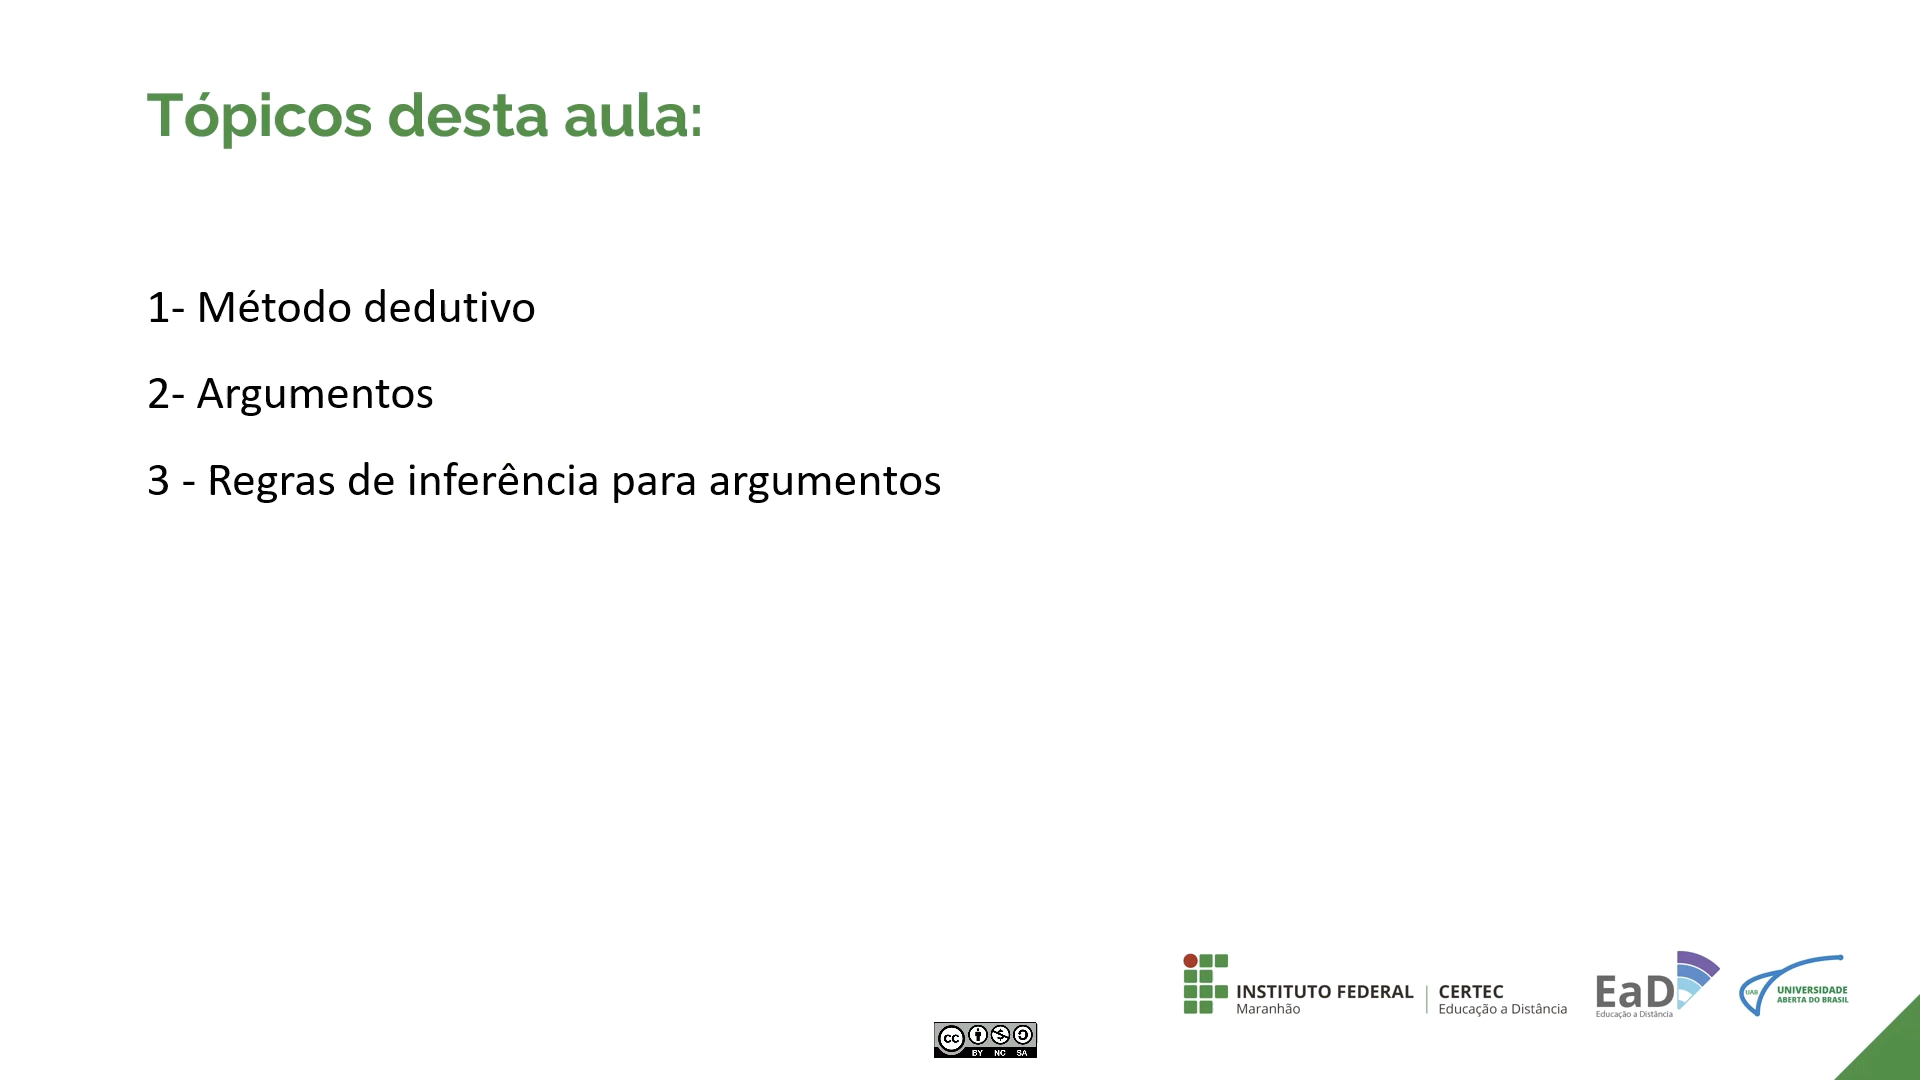 Tópicos desta aula:
1- Método dedutivo
2- Argumentos
3 - Regras de inferência para argumentos
INSTITUTO FEDERAL
Maranhão
CERTEC
Educação a Distância
EaD
Educação a Distância
UAB
UNIVERSIDADE
ABERTA DO BRASIL
cc
BY NC SA